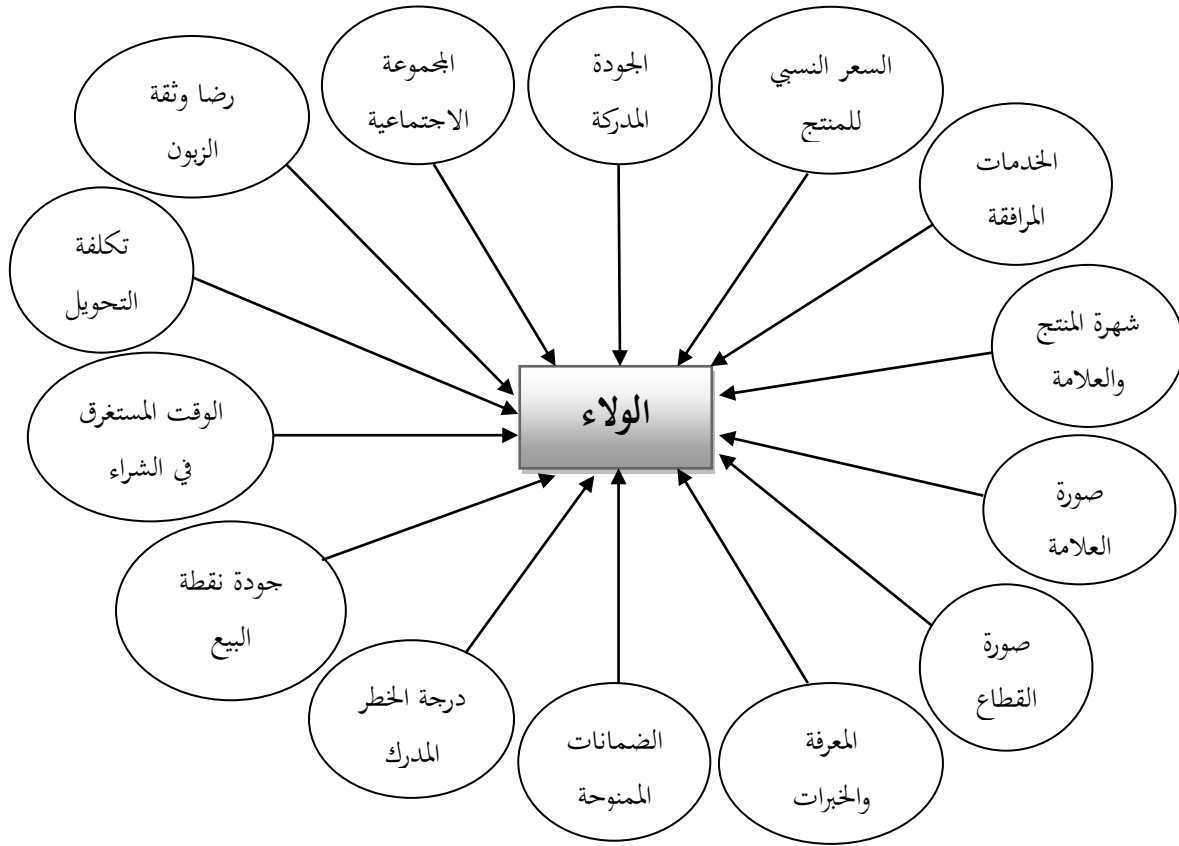 السعر النسبي
للمنتج
الجودة
المدركة
المجموعة
الاجتماعية
رضا وثقة
الزبون
الخدمات
المرافقة
تكلفة
التحويل
شهرة المنتج
والعلامة
الولاء
الوقت المستغرق
في الشراء
صورة
العلامة
جودة نقطة
البيع
صورة
القطاع
درجة الخطر
المدرك
الضمانات
الممنوحة
المعرفة
والخبرات